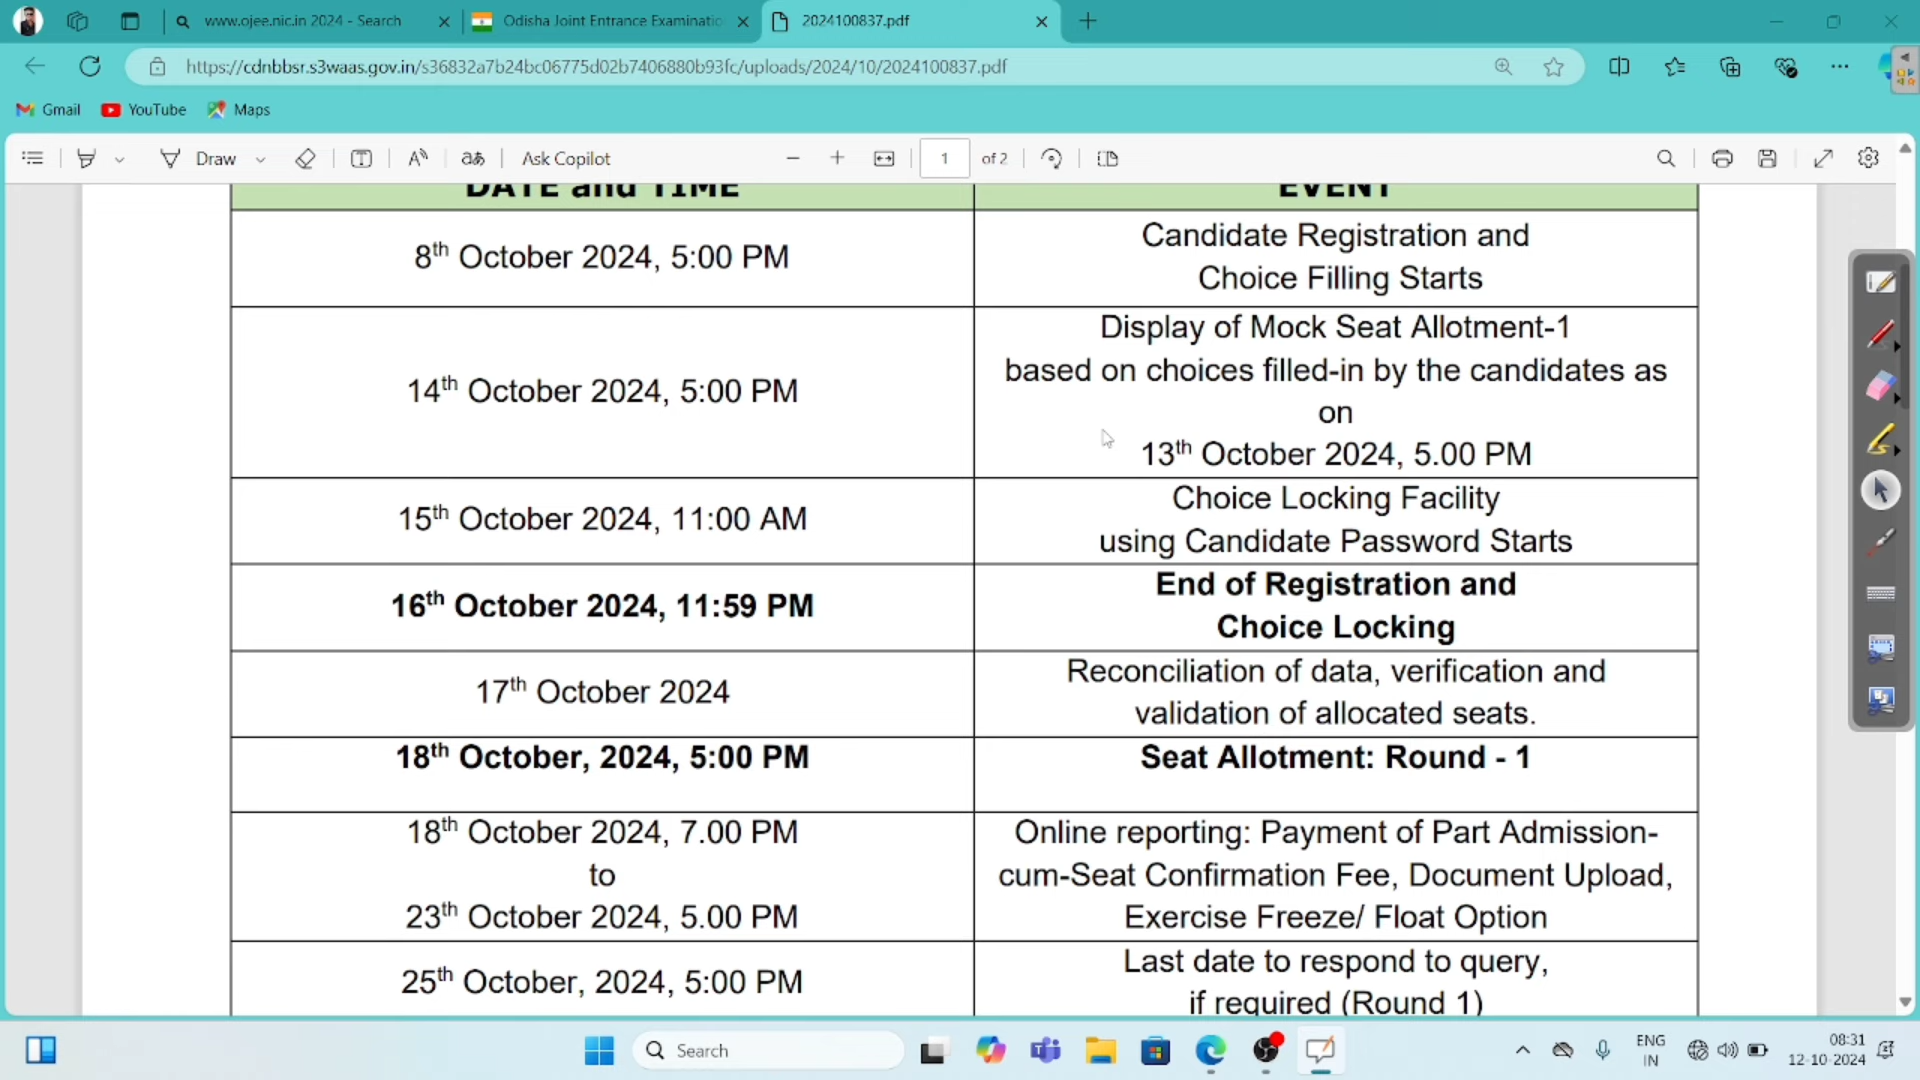 www.ojee.nic.in 2024 - Search
Odisha Joint Entrance Examinatio
2024100837.pdf
https://cdnbbsr.s3waas.gov.in/s36832a7b24bc06775d02b7406880b93fc/uploads/2024/10/2024100837.pdf
Gmail
YouTube
Maps
Draw
Ask Copilot
1 of 2
DATE and TIME
EVENT
8th October 2024, 5:00 PM
Candidate Registration and
Choice Filling Starts
14th October 2024, 5:00 PM
Display of Mock Seat Allotment-1
based on choices filled-in by the candidates as
on
13th October 2024, 5.00 PM
15th October 2024, 11:00 AM
Choice Locking Facility
using Candidate Password Starts
16th October 2024, 11:59 PM
End of Registration and
Choice Locking
17th October 2024
Reconciliation of data, verification and
validation of allocated seats.
18th October, 2024, 5:00 PM
Seat Allotment: Round - 1
18th October 2024, 7.00 PM
to
23th October 2024, 5.00 PM
Online reporting: Payment of Part Admission-
cum-Seat Confirmation Fee, Document Upload,
Exercise Freeze/ Float Option
25th October, 2024, 5:00 PM
Last date to respond to query,
if required (Round 1)
Search
ENG
IN
08:31
12-10-2024